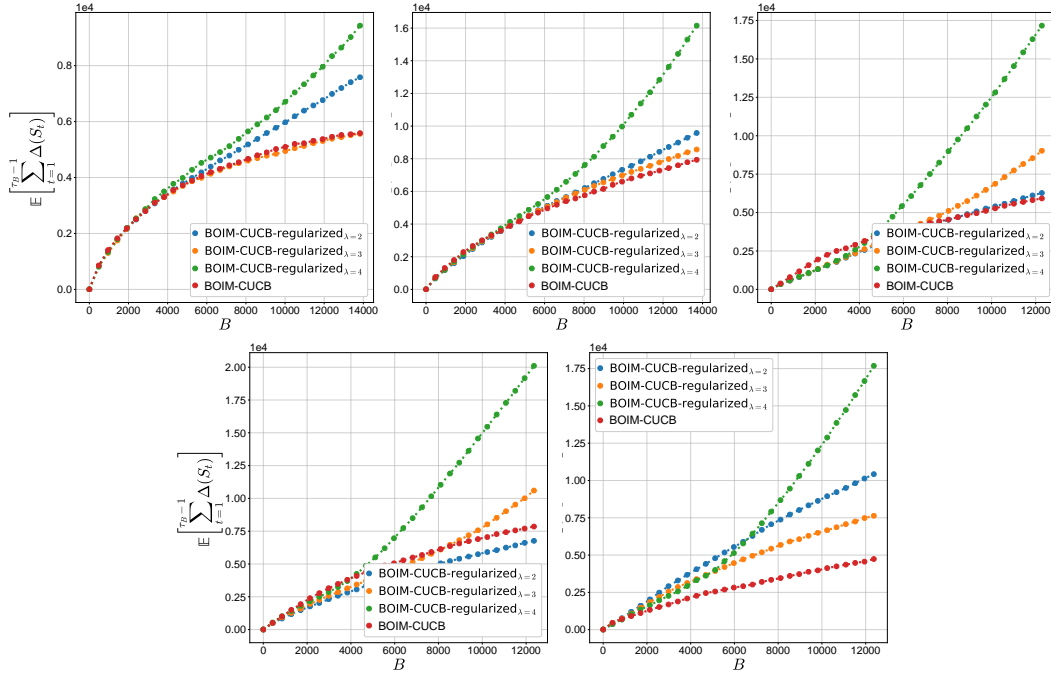 1e4
0.8
0.6
0.4
0.2
0.0
0 2000 4000 6000 8000 10000 12000 14000
B
𝔼 [ ∑_{t=1}^{τ_B−1} Δ(S_t) ]
BOIM-CUCB-regularized_{λ=2}
BOIM-CUCB-regularized_{λ=3}
BOIM-CUCB-regularized_{λ=4}
BOIM-CUCB
1e4
1.6
1.4
1.2
1.0
0.8
0.6
0.4
0.2
0.0
0 2000 4000 6000 8000 10000 12000 14000
B
BOIM-CUCB-regularized_{λ=2}
BOIM-CUCB-regularized_{λ=3}
BOIM-CUCB-regularized_{λ=4}
BOIM-CUCB
1e4
1.75
1.50
1.25
1.00
0.75
0.50
0.25
0.00
0 2000 4000 6000 8000 10000 12000
B
BOIM-CUCB-regularized_{λ=2}
BOIM-CUCB-regularized_{λ=3}
BOIM-CUCB-regularized_{λ=4}
BOIM-CUCB
1e4
2.00
1.75
1.50
1.25
1.00
0.75
0.50
0.25
0.00
0 2000 4000 6000 8000 10000 12000
B
𝔼 [ ∑_{t=1}^{τ_B−1} Δ(S_t) ]
BOIM-CUCB-regularized_{λ=2}
BOIM-CUCB-regularized_{λ=3}
BOIM-CUCB-regularized_{λ=4}
BOIM-CUCB
1e4
1.75
1.50
1.25
1.00
0.75
0.50
0.25
0.00
0 2000 4000 6000 8000 10000 12000
B
BOIM-CUCB-regularized_{λ=2}
BOIM-CUCB-regularized_{λ=3}
BOIM-CUCB-regularized_{λ=4}
BOIM-CUCB